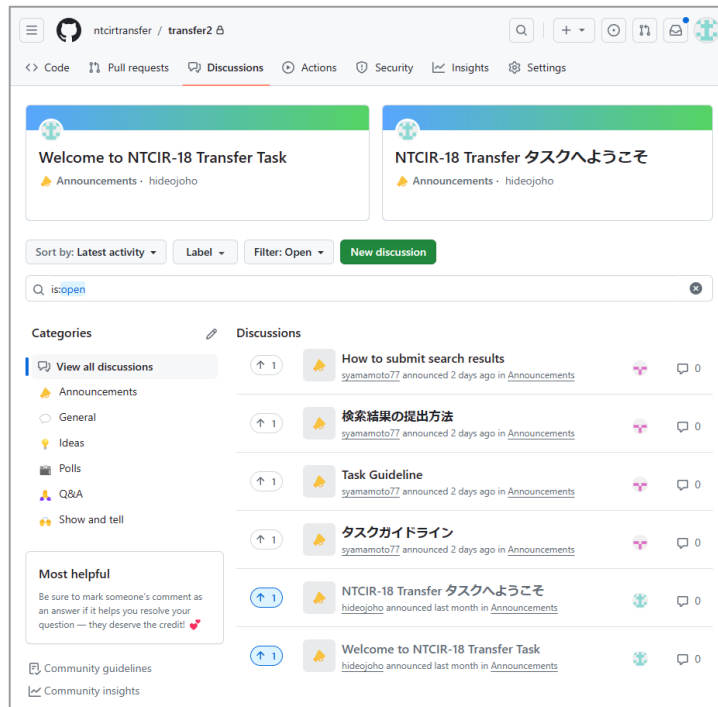 ntcirtransfer / transfer2
Code Pull requests Discussions Actions Security Insights Settings
Welcome to NTCIR-18 Transfer Task
Announcements · hideojoho
NTCIR-18 Transfer タスクへようこそ
Announcements · hideojoho
Sort by: Latest activity Label Filter: Open New discussion
is:open
Categories
View all discussions
Announcements
General
Ideas
Polls
Q&A
Show and tell
Most helpful
Be sure to mark someone's comment as
an answer if it helps you resolve your
question — they deserve the credit! 💕
Community guidelines
Community insights
Discussions
1 How to submit search results 0
syamamoto77 announced 2 days ago in Announcements
1 検索結果の提出方法 0
syamamoto77 announced 2 days ago in Announcements
1 Task Guideline 0
syamamoto77 announced 2 days ago in Announcements
1 タスクガイドライン 0
syamamoto77 announced 2 days ago in Announcements
1 NTCIR-18 Transfer タスクへようこそ 0
hideojoho announced last month in Announcements
1 Welcome to NTCIR-18 Transfer Task 0
hideojoho announced last month in Announcements